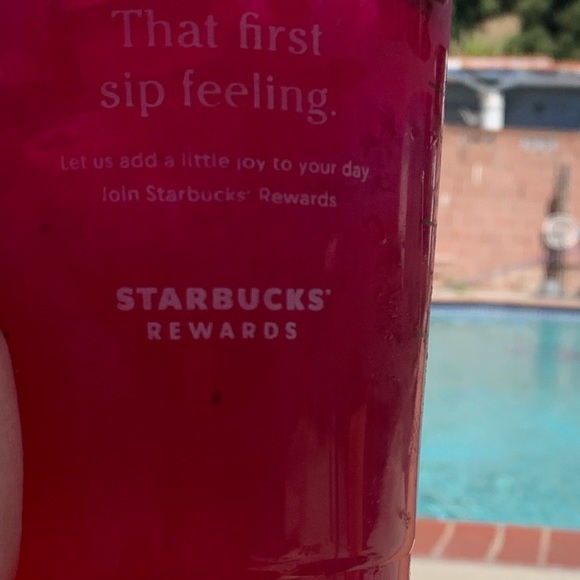 That first
sip feeling.
Let us add a little joy to your day
Join Starbucks® Rewards
STARBUCKS®
REWARDS